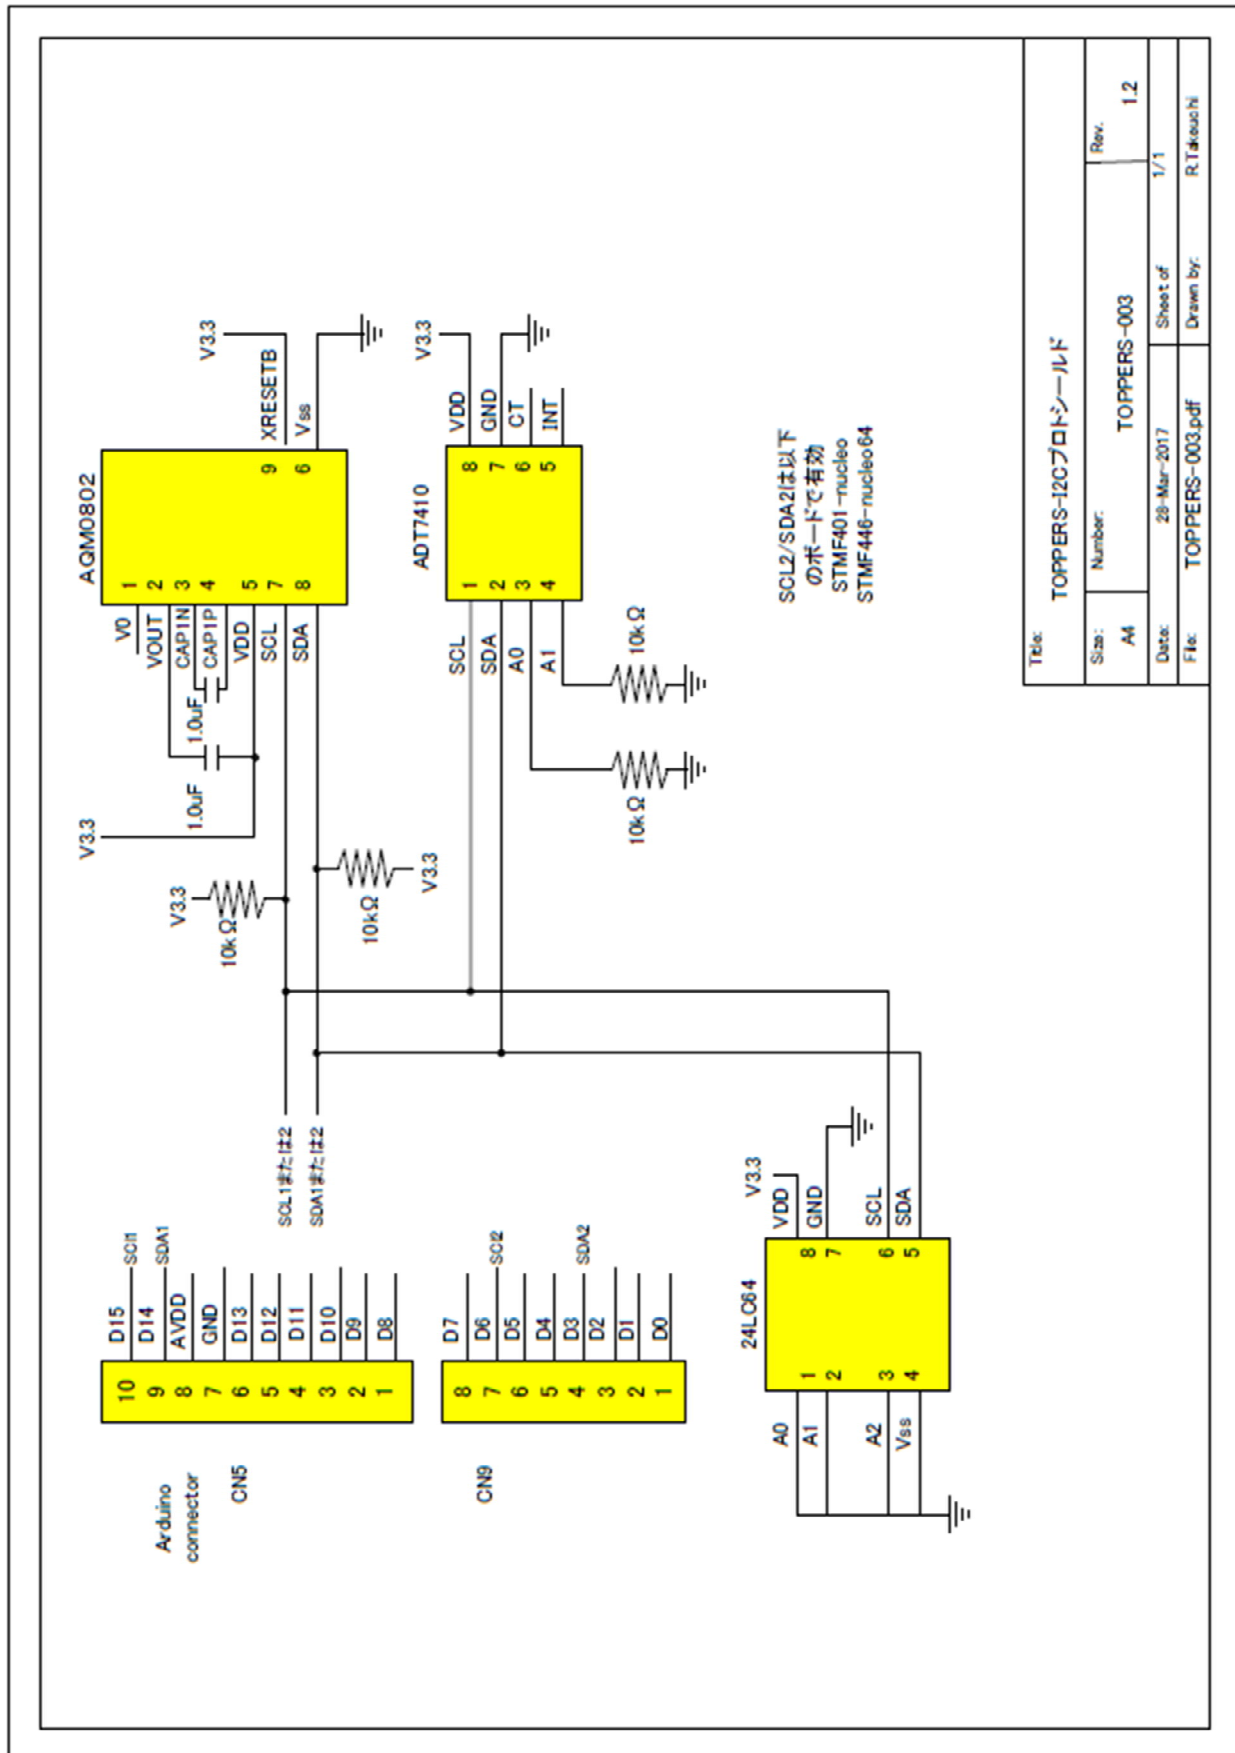 Arduino
connector
CN5
10
9
8
7
6
5
4
3
2
1
D15
D14
AVDD
GND
D13
D12
D11
D10
D9
D8
SCl1
SDA1
CN9
8
7
6
5
4
3
2
1
D7
D6
D5
D4
D3
D2
D1
D0
SCl2
SDA2
SCL1または2
SDA1または2
V3.3
10kΩ
10kΩ
V3.3
V3.3
1.0uF
1.0uF
AQM0802
V0
VOUT
CAP1N
CAP1P
VDD
SCL
SDA
1
2
3
4
5
7
8
9
6
XRESETB
Vss
V3.3
ADT7410
SCL
SDA
A0
A1
1
2
3
4
8
7
6
5
VDD
GND
CT
INT
V3.3
10kΩ
10kΩ
24LC64
A0
A1
A2
Vss
1
2
3
4
8
7
6
5
VDD
GND
SCL
SDA
V3.3
SCL2/SDA2は以下
のボードで有効
STMF401-nucleo
STMF446-nucleo64
Title:
TOPPERS-I2Cプロトシールド
Size: Number: Rev.
A4 TOPPERS-003 1.2
Date: 28-Mar-2017 Sheet of 1/1
File: TOPPERS-003.pdf Drawn by: R.Takeuchi